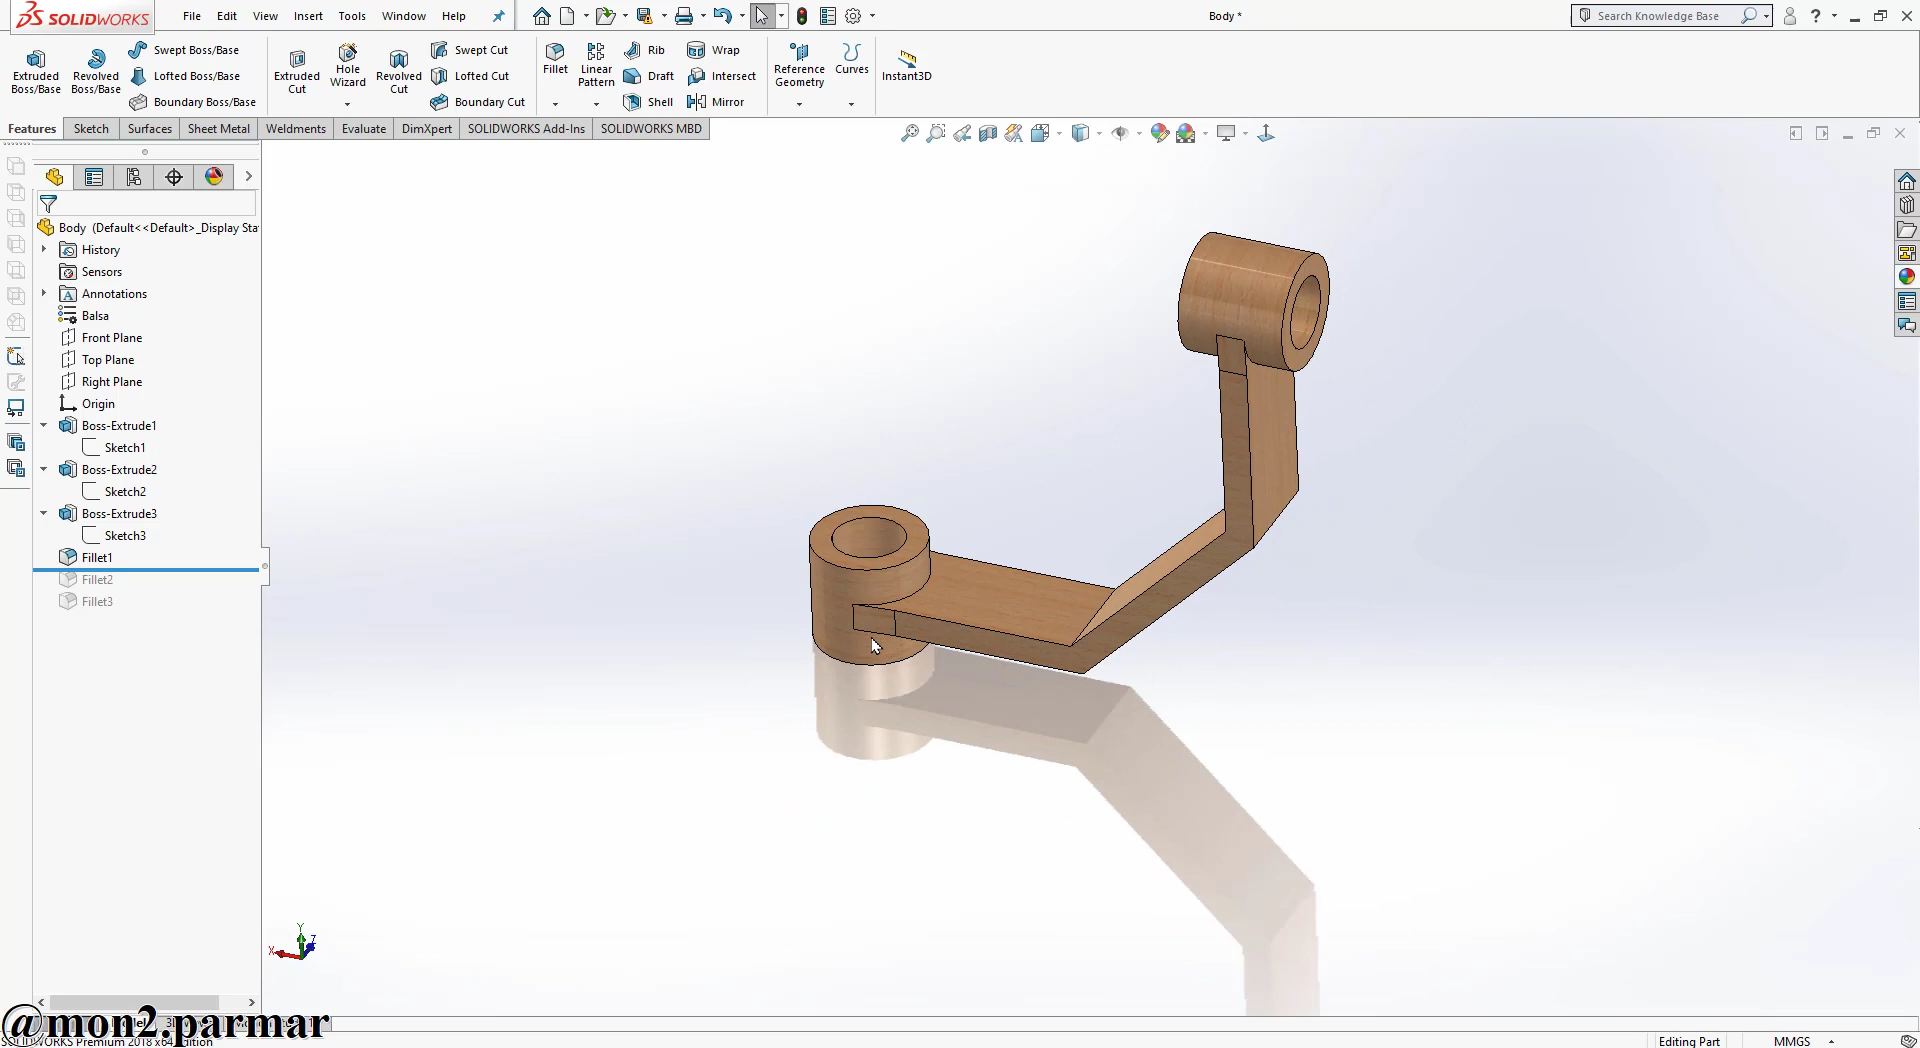 SOLIDWORKS File Edit View Insert Tools Window Help Body * Search Knowledge Base
Extruded Boss/Base
Revolved Boss/Base
Swept Boss/Base
Lofted Boss/Base
Boundary Boss/Base
Extruded Cut
Hole Wizard
Revolved Cut
Swept Cut
Lofted Cut
Boundary Cut
Fillet
Linear Pattern
Rib
Draft
Shell
Wrap
Intersect
Mirror
Reference Geometry
Curves
Instant3D
Features Sketch Surfaces Sheet Metal Weldments Evaluate DimXpert SOLIDWORKS Add-Ins SOLIDWORKS MBD
Body (Default<<Default>_Display Sta
History
Sensors
Annotations
Balsa
Front Plane
Top Plane
Right Plane
Origin
Boss-Extrude1
Sketch1
Boss-Extrude2
Sketch2
Boss-Extrude3
Sketch3
Fillet1
Fillet2
Fillet3
Y
X
Z
@mon2.parmar
SOLIDWORKS Premium 2018 x64 Edition
Editing Part MMGS